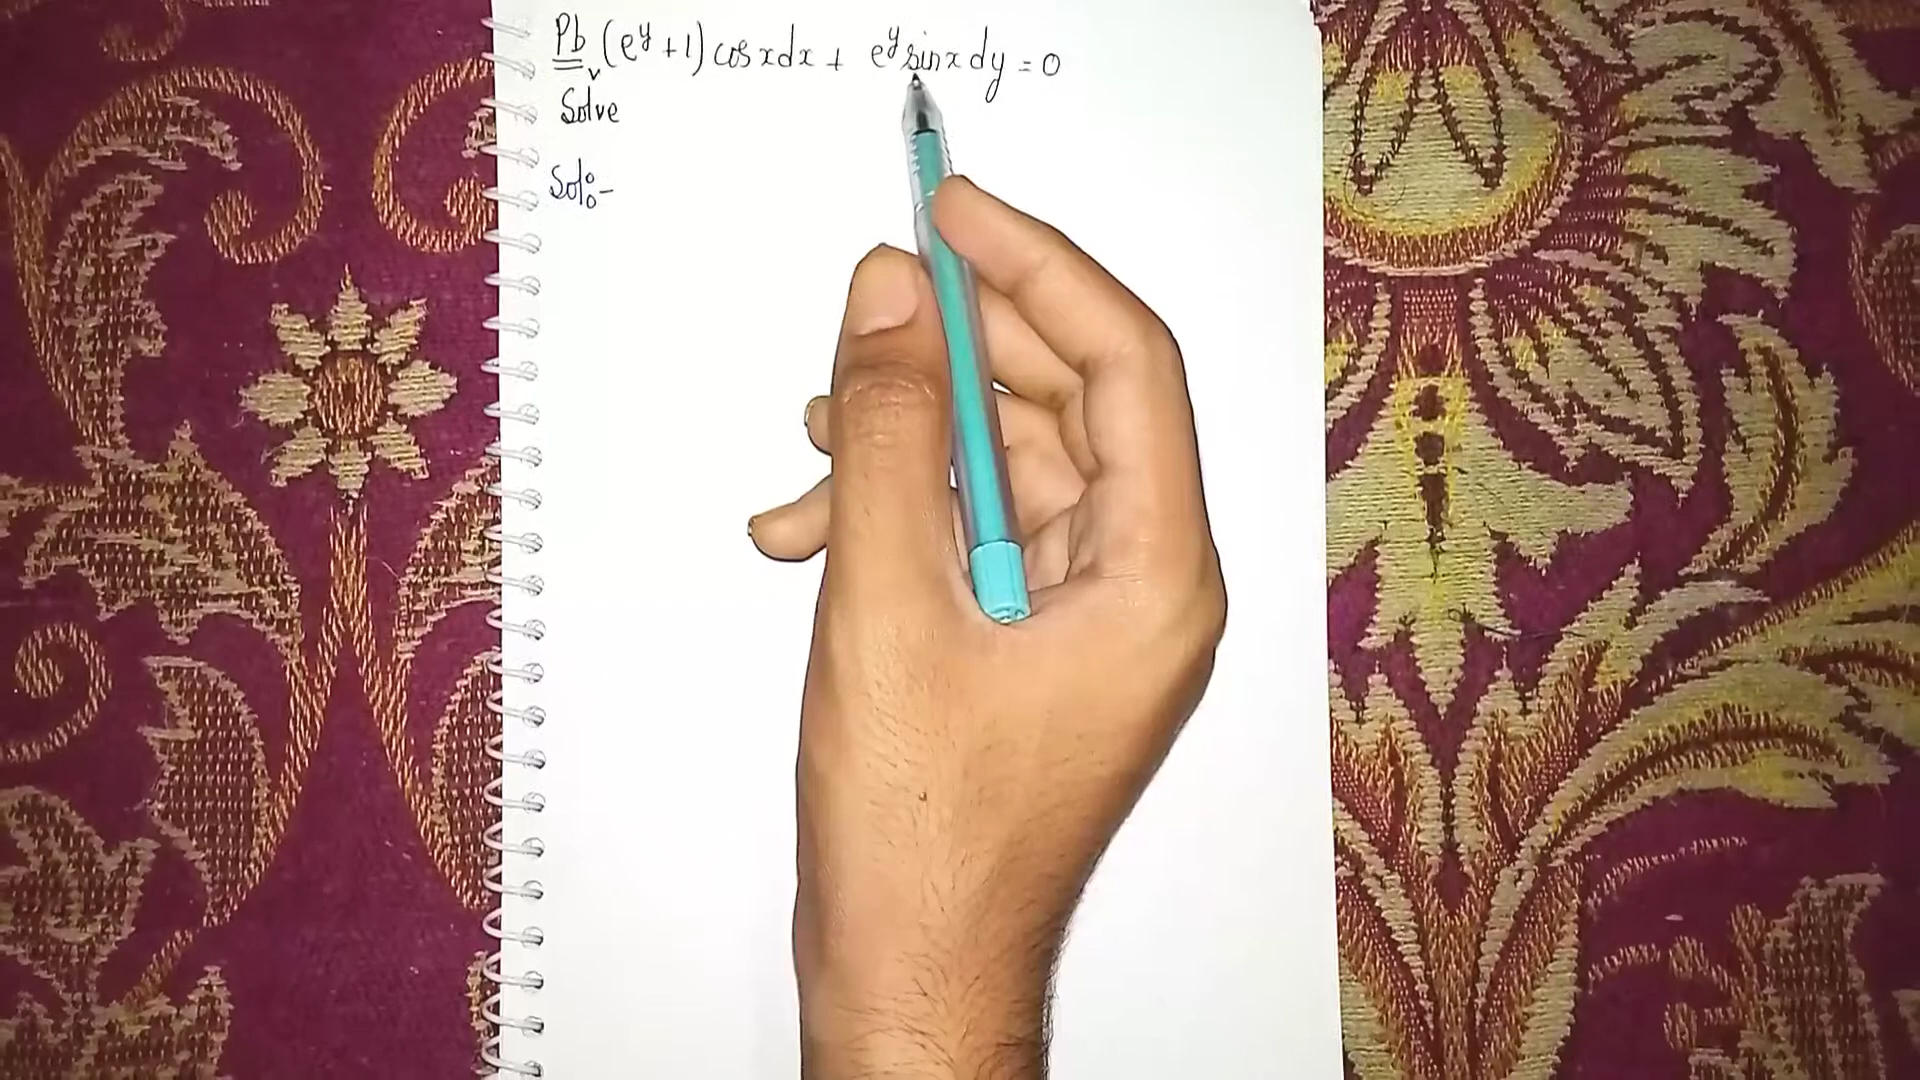 Pb (e^y + 1) cos x dx + e^y sin x dy = 0
Solve
Sol:-